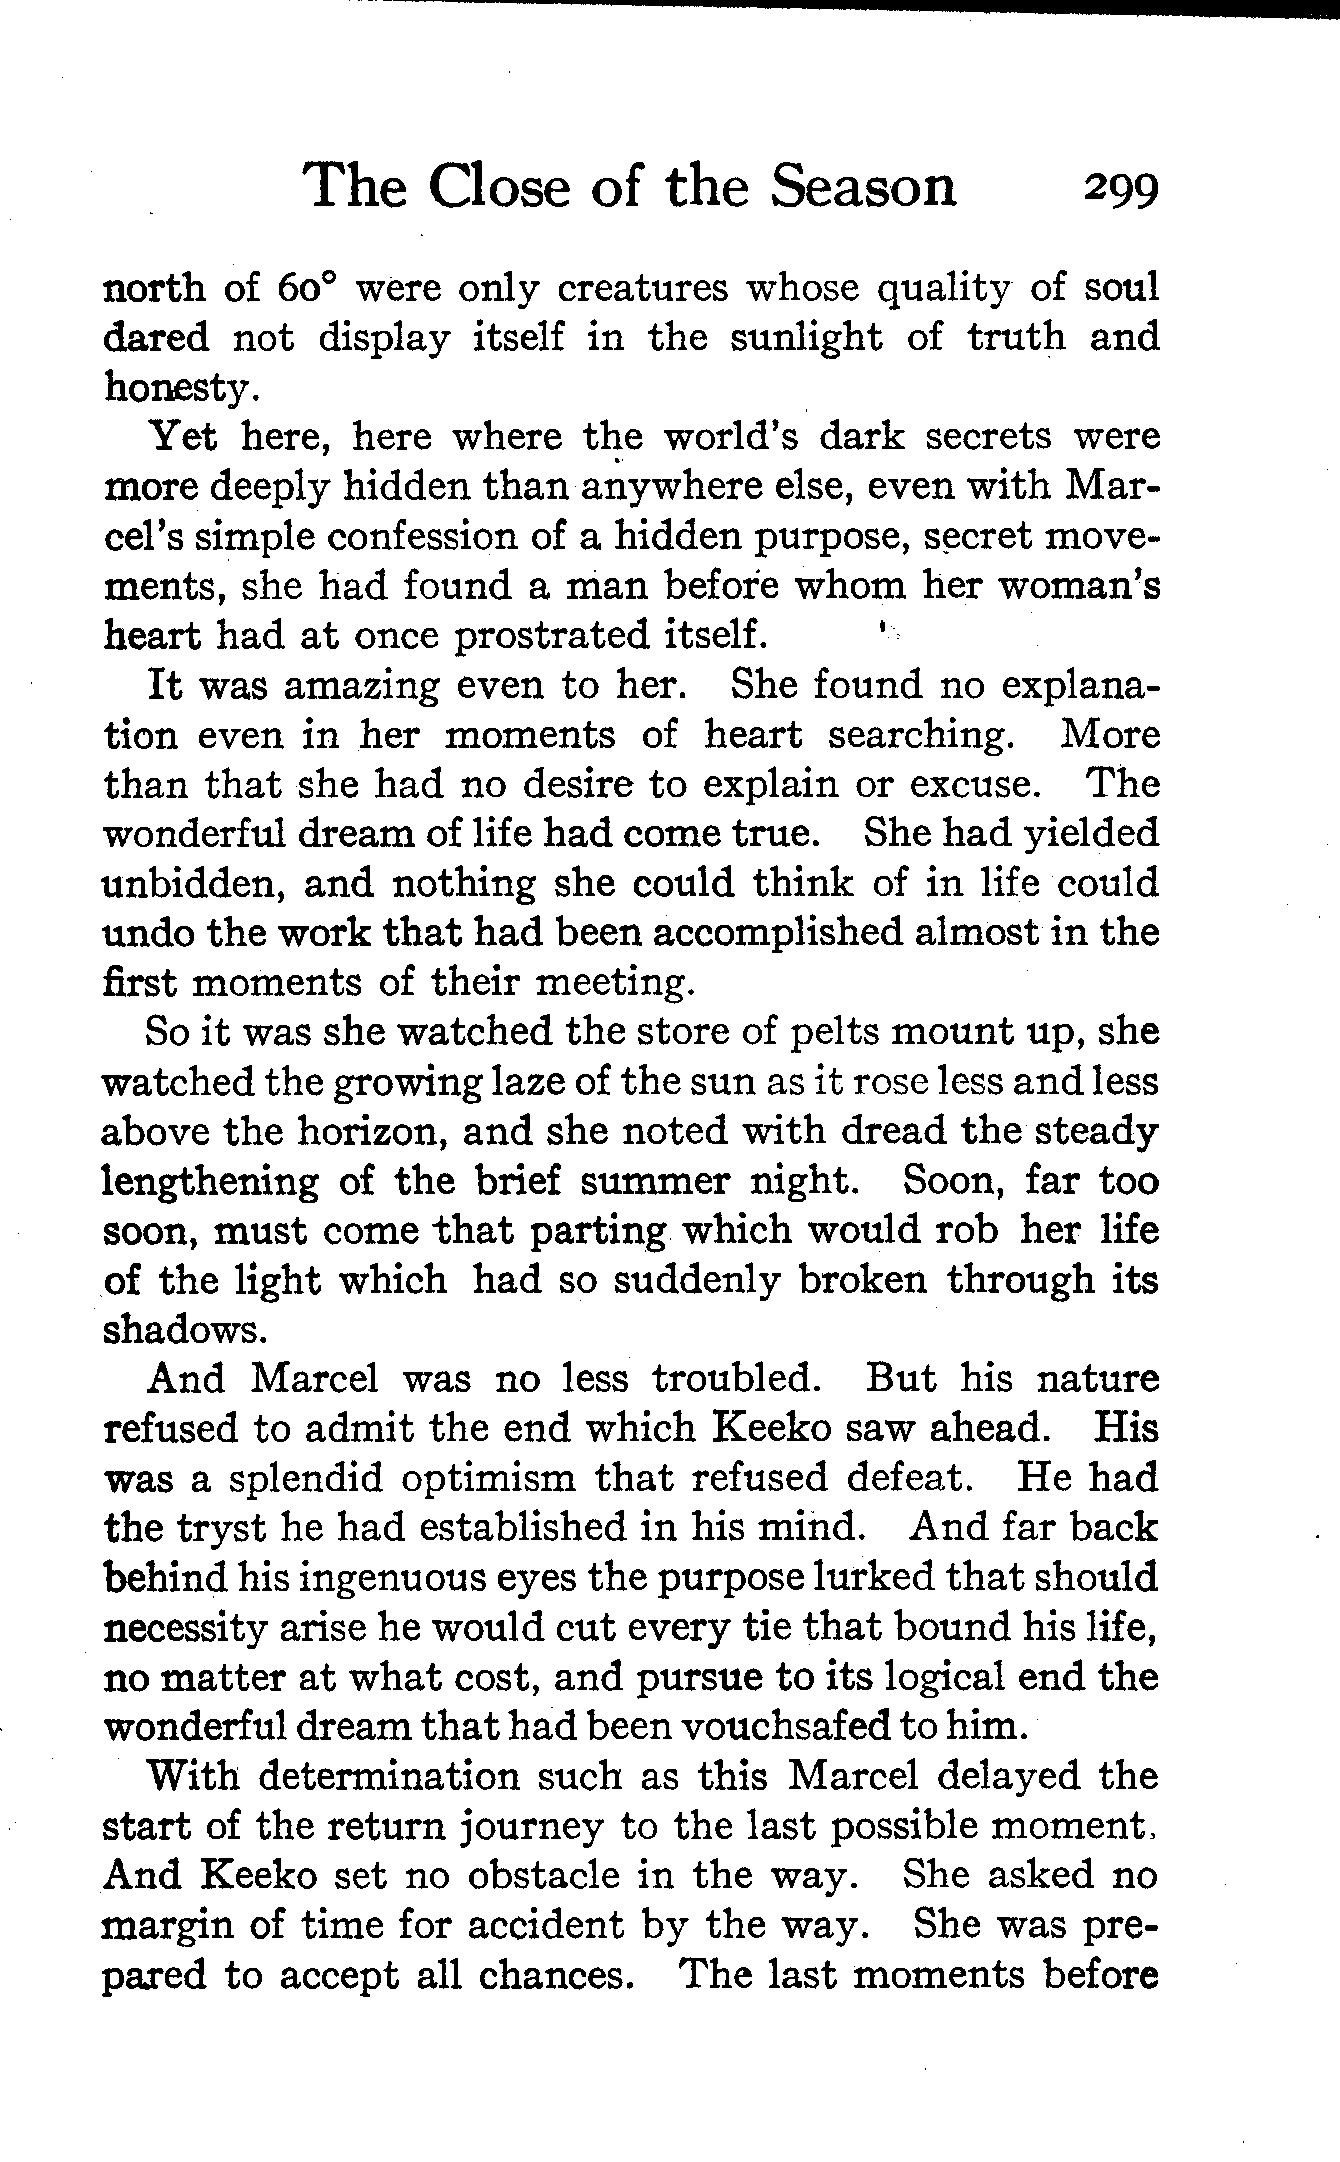 The Close of the Season 299
north of 60° were only creatures whose quality of soul
dared not display itself in the sunlight of truth and
honesty.
Yet here, here where the world's dark secrets were
more deeply hidden than anywhere else, even with Mar-
cel's simple confession of a hidden purpose, secret move-
ments, she had found a man before whom her woman's
heart had at once prostrated itself.
It was amazing even to her. She found no explana-
tion even in her moments of heart searching. More
than that she had no desire to explain or excuse. The
wonderful dream of life had come true. She had yielded
unbidden, and nothing she could think of in life could
undo the work that had been accomplished almost in the
first moments of their meeting.
So it was she watched the store of pelts mount up, she
watched the growing laze of the sun as it rose less and less
above the horizon, and she noted with dread the steady
lengthening of the brief summer night. Soon, far too
soon, must come that parting which would rob her life
of the light which had so suddenly broken through its
shadows.
And Marcel was no less troubled. But his nature
refused to admit the end which Keeko saw ahead. His
was a splendid optimism that refused defeat. He had
the tryst he had established in his mind. And far back
behind his ingenuous eyes the purpose lurked that should
necessity arise he would cut every tie that bound his life,
no matter at what cost, and pursue to its logical end the
wonderful dream that had been vouchsafed to him.
With determination such as this Marcel delayed the
start of the return journey to the last possible moment.
And Keeko set no obstacle in the way. She asked no
margin of time for accident by the way. She was pre-
pared to accept all chances. The last moments before